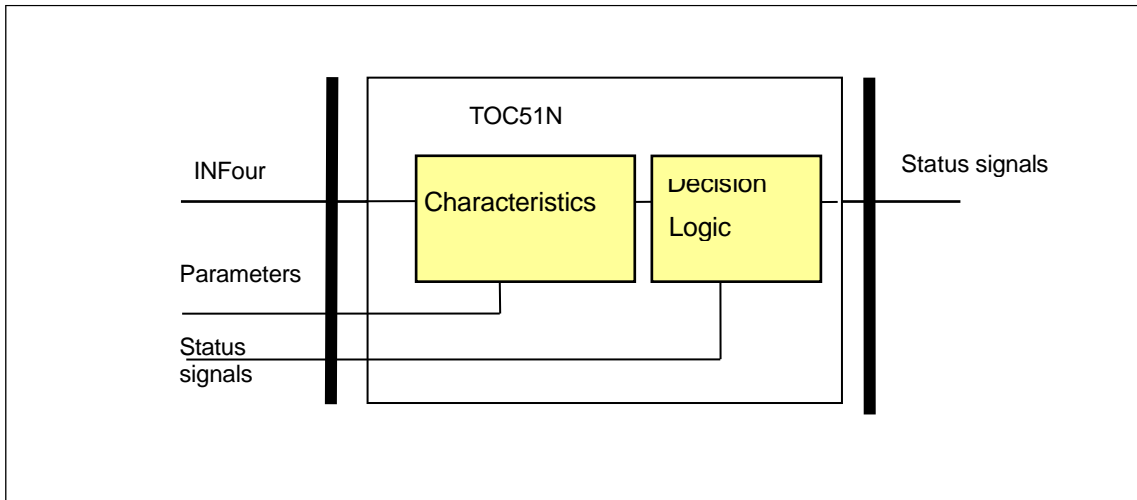 TOC51N
INFour
Characteristics
Decision
Logic
Status signals
Parameters
Status
signals